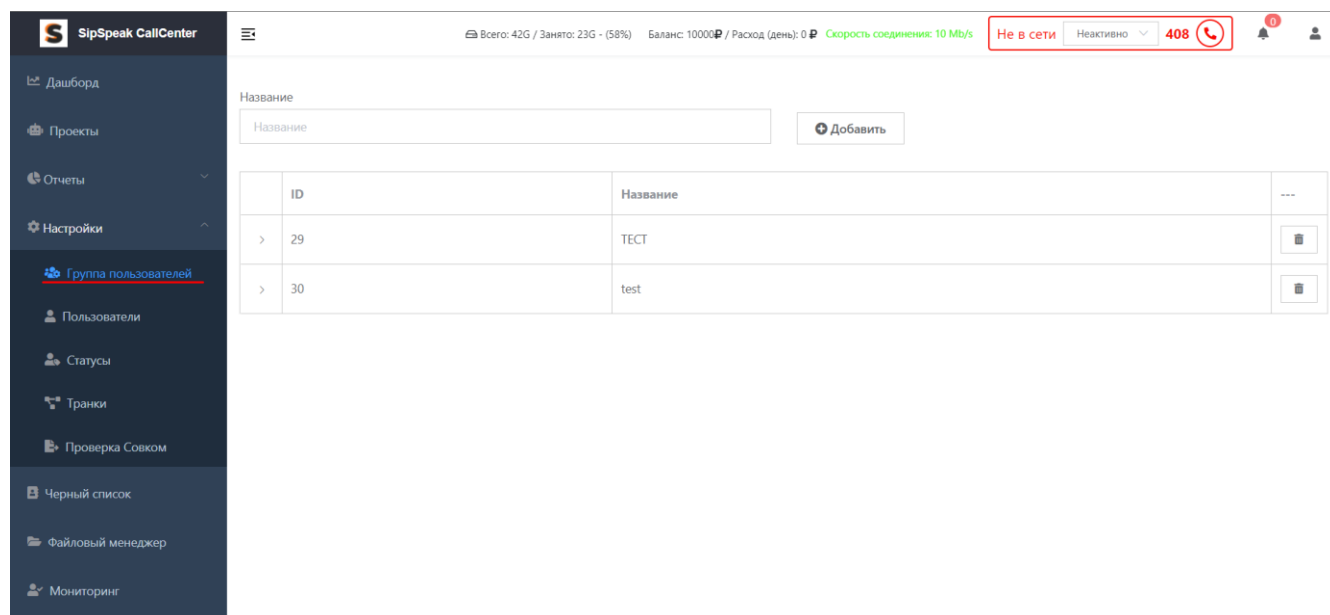 SipSpeak CallCenter
Всего: 42G / Занято: 23G - (58%) Баланс: 10000₽ / Расход (день): 0 ₽ Скорость соединения: 10 Mb/s Не в сети Неактивно 408 0
Дашборд
Проекты
Отчеты
Настройки
Группа пользователей
Пользователи
Статусы
Транки
Проверка Совком
Черный список
Файловый менеджер
Мониторинг
Название
Название Добавить
ID Название ---
29 ТЕСТ
30 test